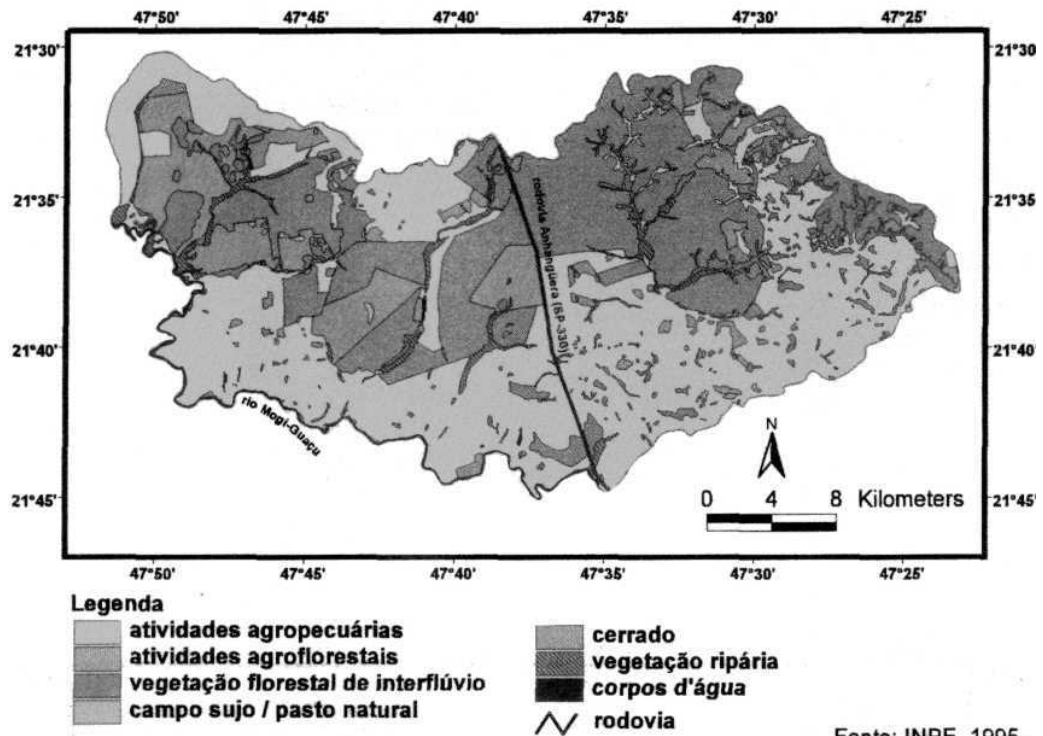 47°50' 47°45' 47°40' 47°35' 47°30' 47°25'
21°30' 21°30'
21°35' 21°35'
rodovia Anhangüera (SP-330)
21°40' 21°40'
rio Mogi-Guaçu
N
0 4 8 Kilometers
21°45' 21°45'
47°50' 47°45' 47°40' 47°35' 47°30' 47°25'
Legenda
atividades agropecuárias
atividades agroflorestais
vegetação florestal de interflúvio
campo sujo / pasto natural
cerrado
vegetação ripária
corpos d'água
rodovia
Fonte: INPE, 1995